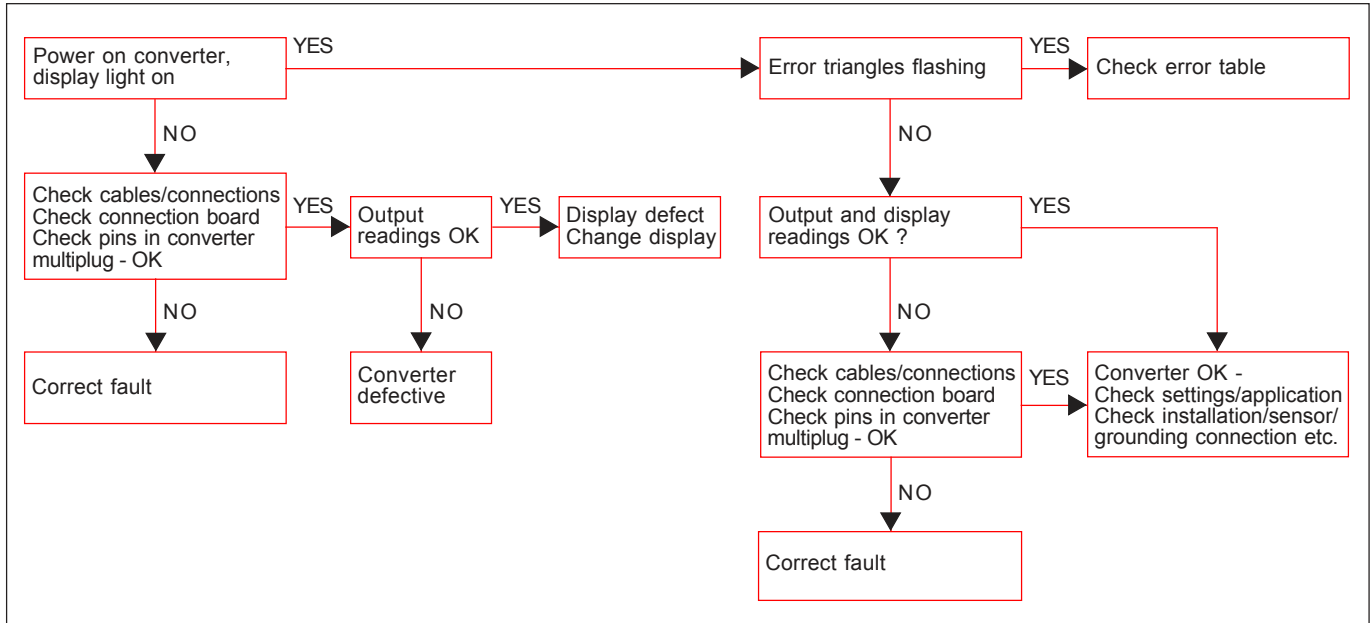 Power on converter,
display light on
YES
Error triangles flashing
YES
Check error table
NO
NO
Check cables/connections
Check connection board
Check pins in converter
multiplug - OK
YES
Output
readings OK
YES
Display defect
Change display
Output and display
readings OK ?
YES
NO
NO
NO
Correct fault
Converter
defective
Check cables/connections
Check connection board
Check pins in converter
multiplug - OK
YES
Converter OK -
Check settings/application
Check installation/sensor/
grounding connection etc.
NO
Correct fault